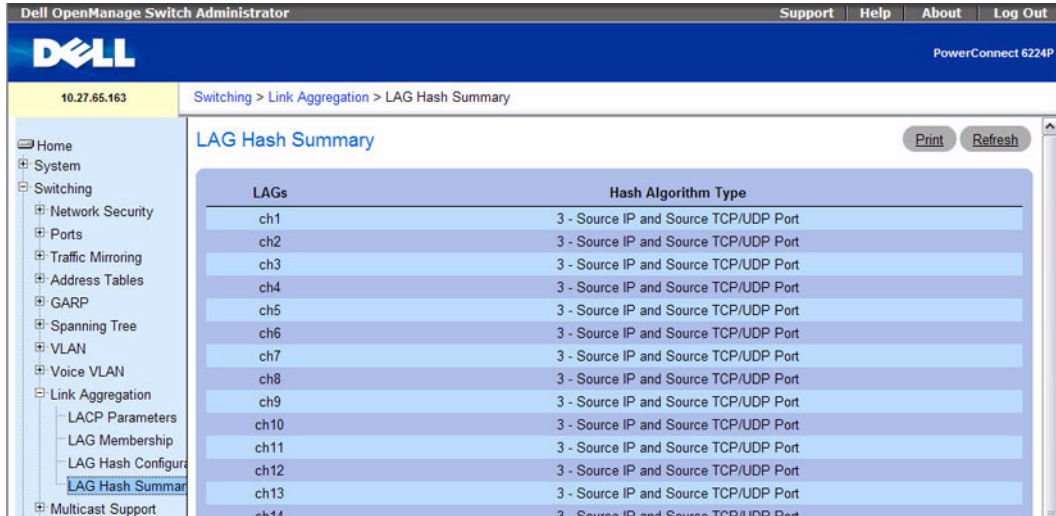 Dell OpenManage Switch Administrator
Support Help About Log Out
DELL
PowerConnect 6224P
10.27.65.163
Switching > Link Aggregation > LAG Hash Summary
Home
System
Switching
Network Security
Ports
Traffic Mirroring
Address Tables
GARP
Spanning Tree
VLAN
Voice VLAN
Link Aggregation
LACP Parameters
LAG Membership
LAG Hash Configura
LAG Hash Summar
Multicast Support
LAG Hash Summary
Print Refresh
LAGs Hash Algorithm Type
ch1 3 - Source IP and Source TCP/UDP Port
ch2 3 - Source IP and Source TCP/UDP Port
ch3 3 - Source IP and Source TCP/UDP Port
ch4 3 - Source IP and Source TCP/UDP Port
ch5 3 - Source IP and Source TCP/UDP Port
ch6 3 - Source IP and Source TCP/UDP Port
ch7 3 - Source IP and Source TCP/UDP Port
ch8 3 - Source IP and Source TCP/UDP Port
ch9 3 - Source IP and Source TCP/UDP Port
ch10 3 - Source IP and Source TCP/UDP Port
ch11 3 - Source IP and Source TCP/UDP Port
ch12 3 - Source IP and Source TCP/UDP Port
ch13 3 - Source IP and Source TCP/UDP Port
ch14 3 - Source IP and Source TCP/UDP Port